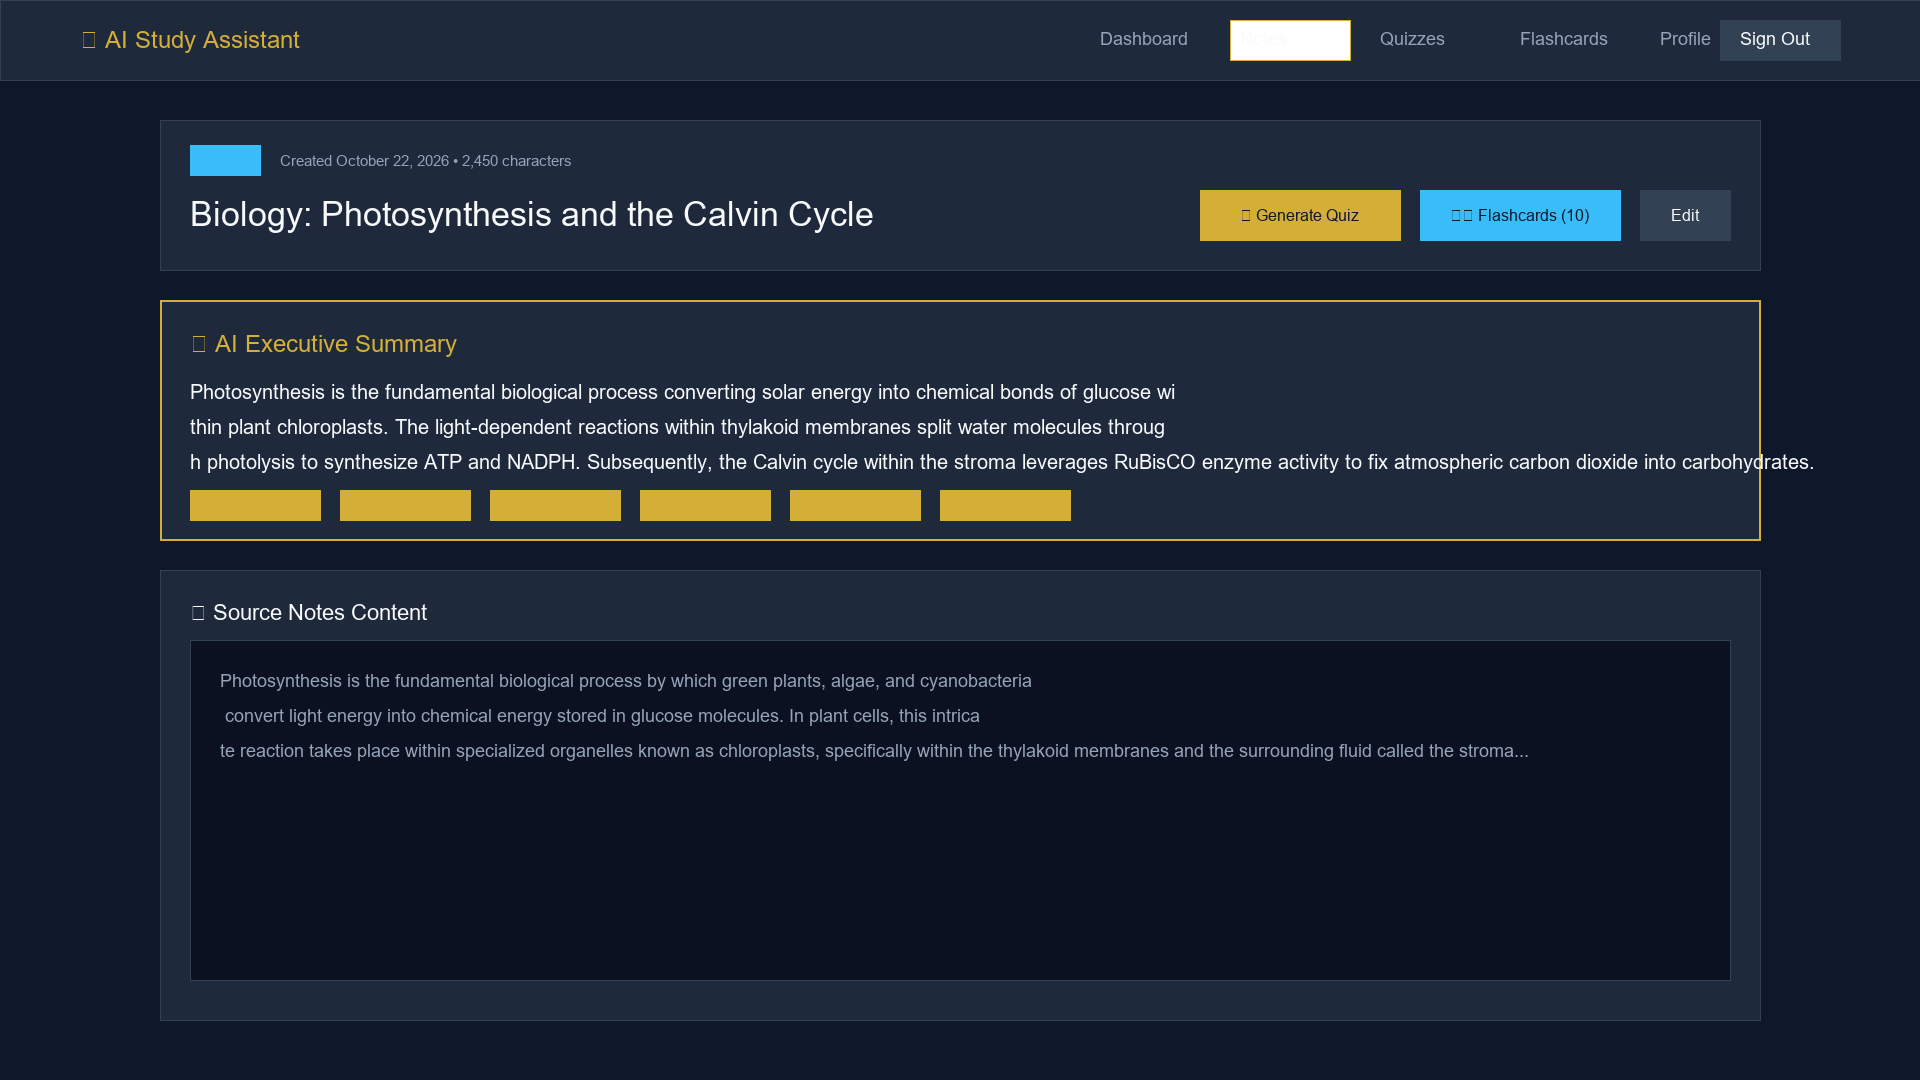 AI Study Assistant
Dashboard
Notes
Quizzes
Flashcards
Profile
Sign Out
Created October 22, 2026 • 2,450 characters
Biology: Photosynthesis and the Calvin Cycle
Generate Quiz
Flashcards (10)
Edit
AI Executive Summary
Photosynthesis is the fundamental biological process converting solar energy into chemical bonds of glucose wi
thin plant chloroplasts. The light-dependent reactions within thylakoid membranes split water molecules throug
h photolysis to synthesize ATP and NADPH. Subsequently, the Calvin cycle within the stroma leverages RuBisCO enzyme activity to fix atmospheric carbon dioxide into carbohydrates.
Source Notes Content
Photosynthesis is the fundamental biological process by which green plants, algae, and cyanobacteria
convert light energy into chemical energy stored in glucose molecules. In plant cells, this intrica
te reaction takes place within specialized organelles known as chloroplasts, specifically within the thylakoid membranes and the surrounding fluid called the stroma...